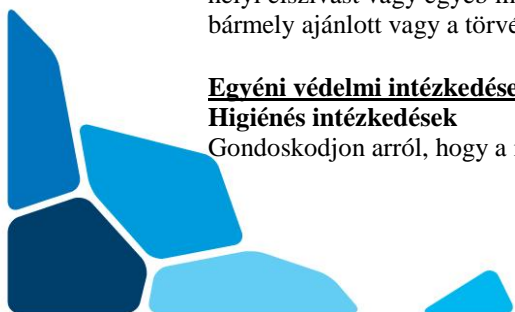 bármely ajánlott vagy a törvé
Egyéni védelmi intézkedése
Higiénés intézkedések
Gondoskodjon arról, hogy a